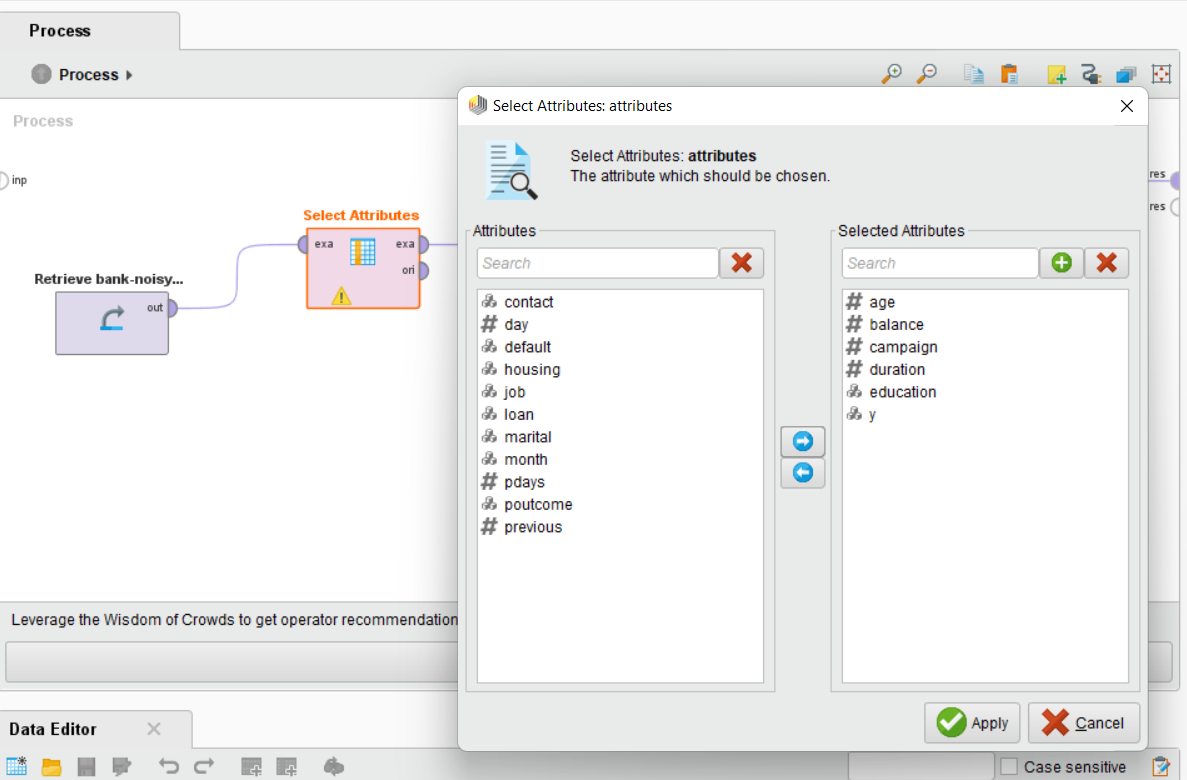 Process
Process
Process
inp
Retrieve bank-noisy...
out
Select Attributes
exa
exa
ori
res
res
Select Attributes: attributes
Select Attributes: attributes
The attribute which should be chosen.
Attributes
Search
contact
day
default
housing
job
loan
marital
month
pdays
poutcome
previous
Selected Attributes
Search
age
balance
campaign
duration
education
y
Apply
Cancel
Leverage the Wisdom of Crowds to get operator recommendation
Data Editor
Case sensitive